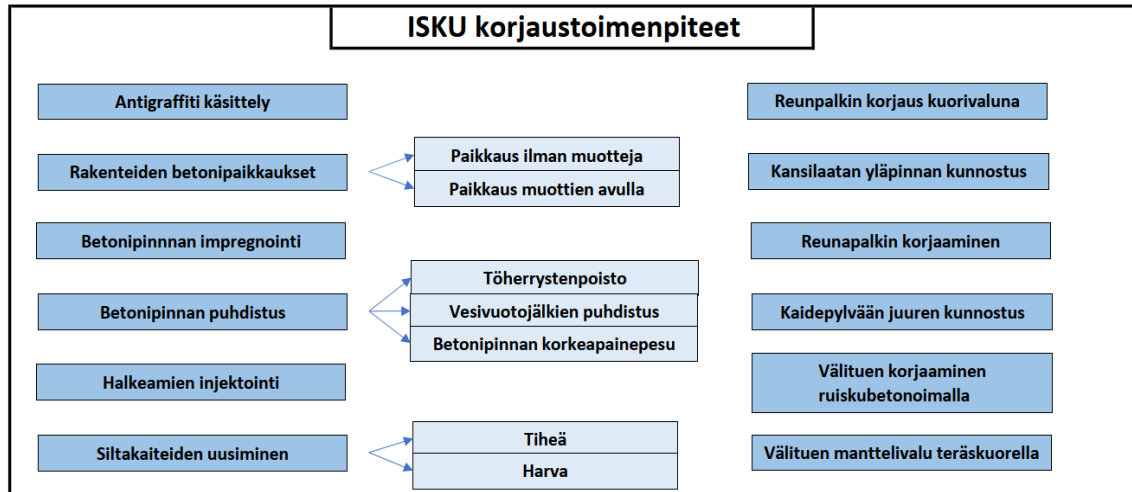 ISKU korjaustoimenpiteet
Antigraffiti käsittely
Rakenteiden betonipaikkaukset
Paikkaus ilman muotteja
Paikkaus muottien avulla
Betonipinnnan impregnointi
Betonipinnan puhdistus
Töherrystenpoisto
Vesivuotojälkien puhdistus
Betonipinnan korkeapainepesu
Halkeamien injektointi
Siltakaiteiden uusiminen
Tiheä
Harva
Reunpalkin korjaus kuorivaluna
Kansilaatan yläpinnan kunnostus
Reunapalkin korjaaminen
Kaidepylvään juuren kunnostus
Välituen korjaaminen
ruiskubetonoimalla
Välituen manttelivalu teräskuorella